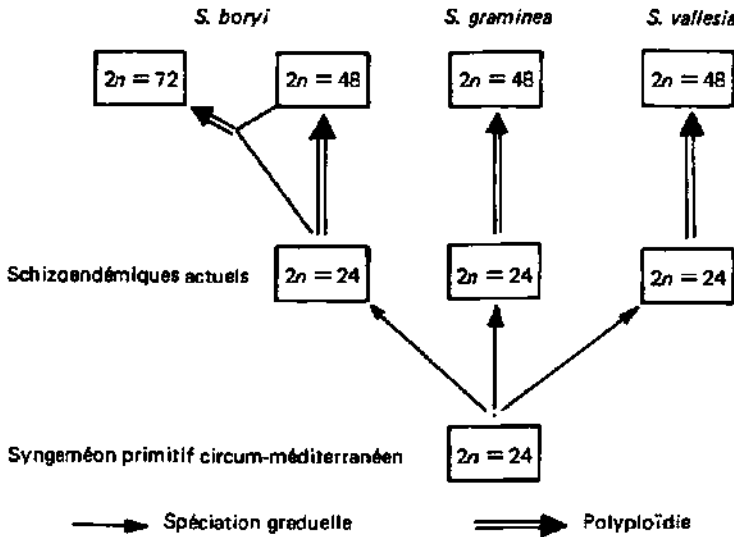 S. boryi S. graminea S. vallesia
2n = 72 2n = 48 2n = 48 2n = 48
Schizoendémiques actuels 2n = 24 2n = 24 2n = 24
Syngaméon primitif circum-méditerranéen 2n = 24
Spéciation graduelle Polyploïdie